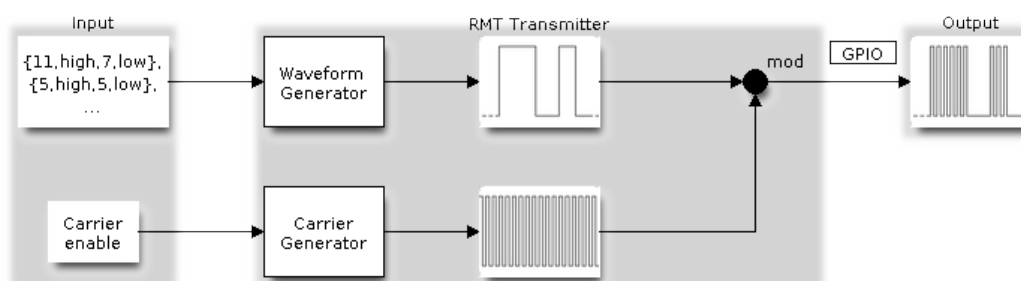 Input
RMT Transmitter
Output
{11,high,7,low},
{5,high,5,low},
...
Waveform
Generator
mod
GPIO
Carrier
enable
Carrier
Generator